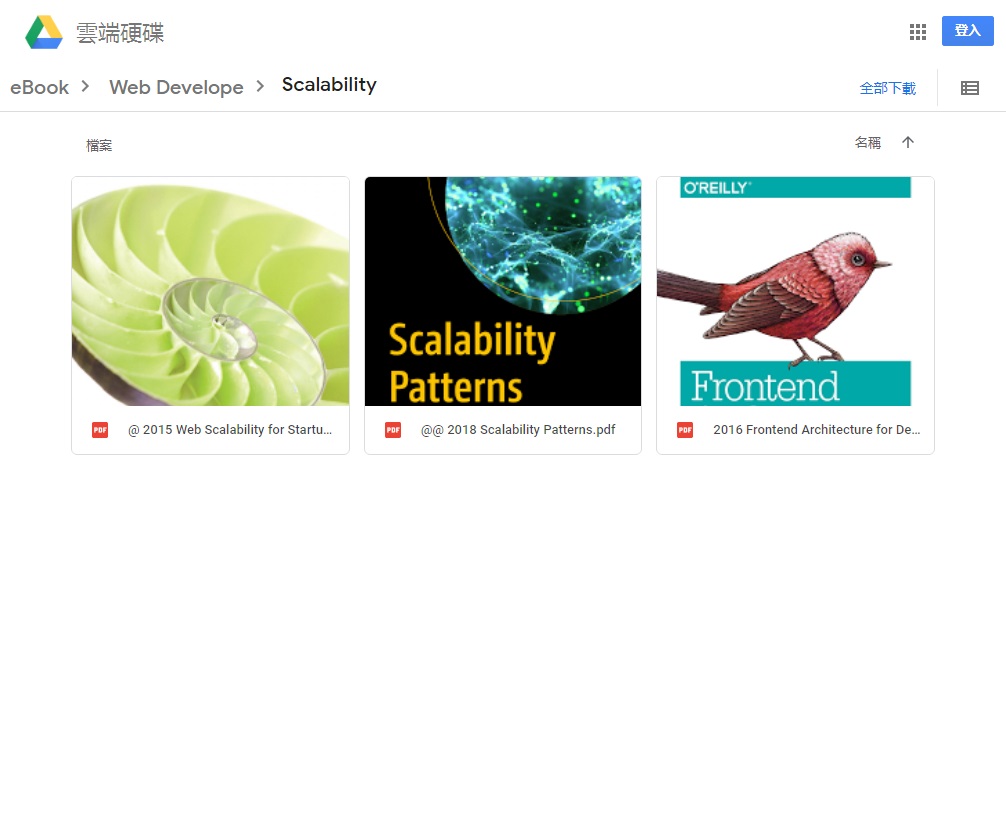 雲端硬碟
登入
eBook > Web Develope > Scalability
全部下載
檔案
名稱
Scalability
Patterns
O'REILLY®
Frontend
PDF @ 2015 Web Scalability for Startu...
PDF @@ 2018 Scalability Patterns.pdf
PDF 2016 Frontend Architecture for De...